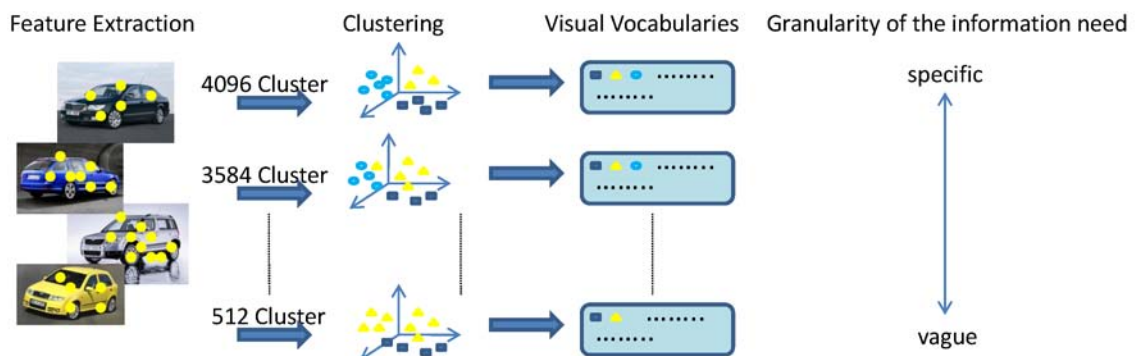 Feature Extraction
Clustering
Visual Vocabularies
Granularity of the information need
4096 Cluster
specific
3584 Cluster
512 Cluster
vague